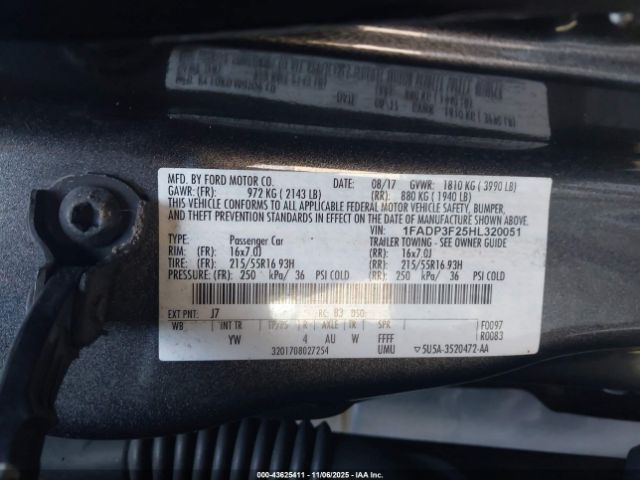 MFD. BY FORD MOTOR CO. DATE: 08/17 GVWR: 1810 KG ( 3990 LB)
GAWR: (FR): 972 KG ( 2143 LB) (RR): 880 KG ( 1940 LB)
THIS VEHICLE CONFORMS TO ALL APPLICABLE FEDERAL MOTOR VEHICLE SAFETY, BUMPER,
AND THEFT PREVENTION STANDARDS IN EFFECT ON THE DATE OF MANUFACTURE SHOWN ABOVE.
VIN: 1FADP3F25HL320051
TYPE: Passenger Car TRAILER TOWING - SEE OWNER GUIDE
RIM: (FR): 16x7.0J (RR): 16x7.0J
TIRE: (FR): 215/55R16 93H (RR): 215/55R16 93H
PRESSURE: (FR): 250 kPa/ 36 PSI COLD (RR): 250 kPa/ 36 PSI COLD
EXT PNT: J7 RC: B3 DSO:
WB INT TR TP/PS R AXLE TR SPR F0097
YW 4 AU W FFFF R0083
3201708027254 UMU ▽5U5A-3520472-AA
000-43625411 - 11/06/2025 - IAA Inc.